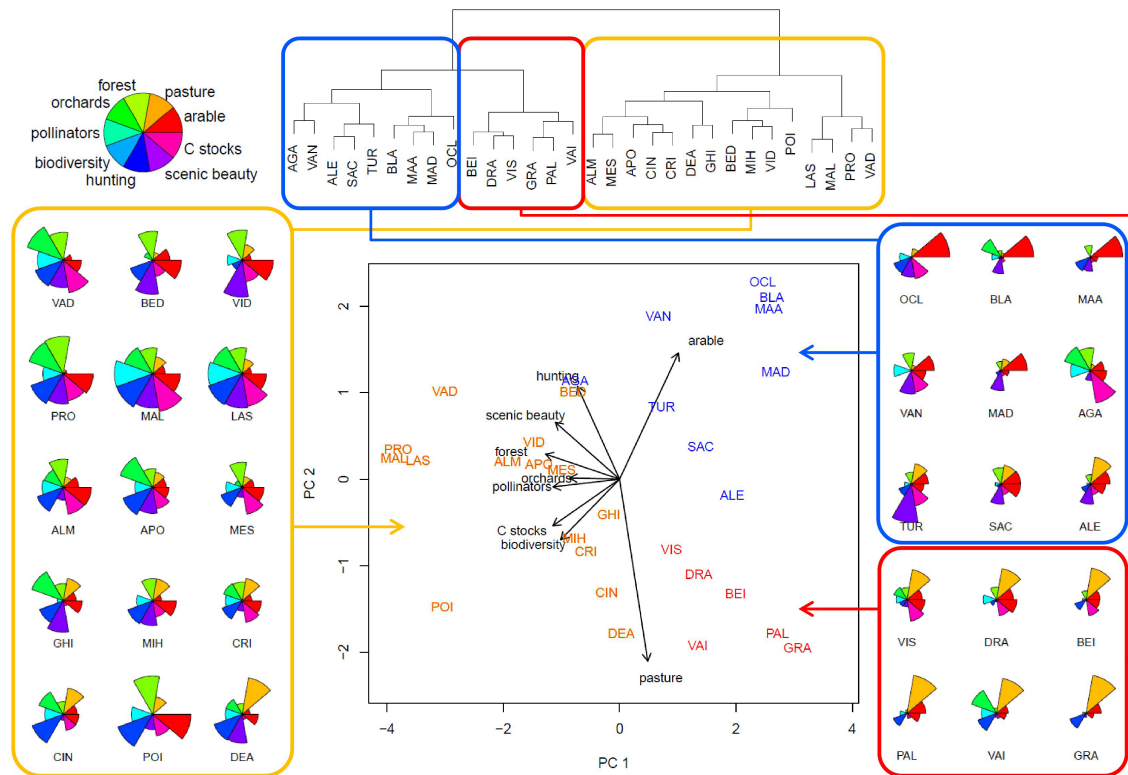 forest
pasture
orchards
arable
pollinators
C stocks
biodiversity
scenic beauty
hunting
AGA
VAN
ALE
SAC
TUR
BLA
MAA
MAD
OCL
BEI
DRA
VIS
GRA
PAL
VAI
ALM
MES
APO
CIN
CRI
DEA
GHI
BED
MIH
VID
POI
LAS
MAL
PRO
VAD
VAD BED VID
PRO MAL LAS
ALM APO MES
GHI MIH CRI
CIN POI DEA
PC 2
2
1
0
−1
−2
OCL
BLA
MAA
VAN
arable
MAD
hunting
AGA
BED
VAD
TUR
scenic beauty
SAC
VID
PRO
forest
MAL
LAS
ALM
APO
MES
orchards
pollinators
ALE
GHI
C stocks
MIH
biodiversity
CRI
VIS
DRA
CIN
BEI
POI
DEA
PAL
VAI
GRA
pasture
−4 −2 0 2 4
PC 1
OCL BLA MAA
VAN MAD AGA
TUR SAC ALE
VIS DRA BEI
PAL VAI GRA